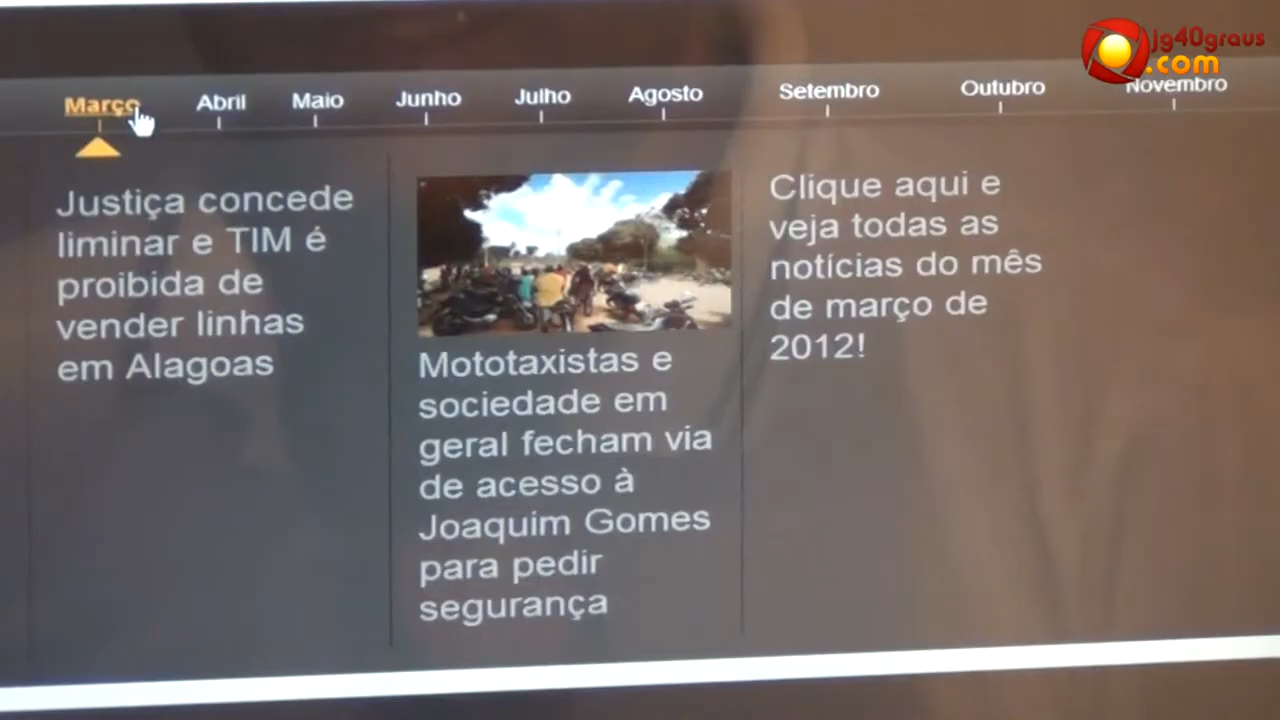 jg40graus
.com
Março Abril Maio Junho Julho Agosto Setembro Outubro Novembro
Justiça concede
liminar e TIM é
proibida de
vender linhas
em Alagoas
Mototaxistas e
sociedade em
geral fecham via
de acesso à
Joaquim Gomes
para pedir
segurança
Clique aqui e
veja todas as
notícias do mês
de março de
2012!